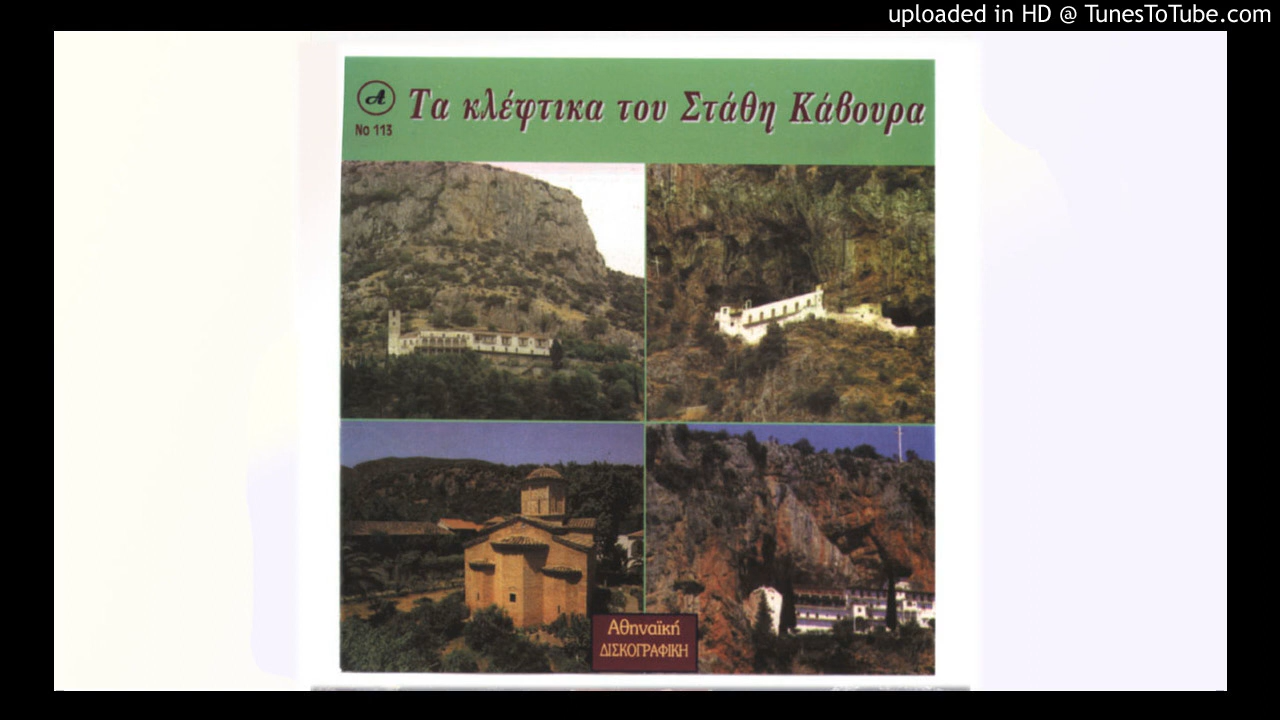 uploaded in HD @ TunesToTube.com
Α
Τα κλέφτικα του Στάθη Κάβουρα
No 113
Αθηναϊκή
ΔΙΣΚΟΓΡΑΦΙΚΗ